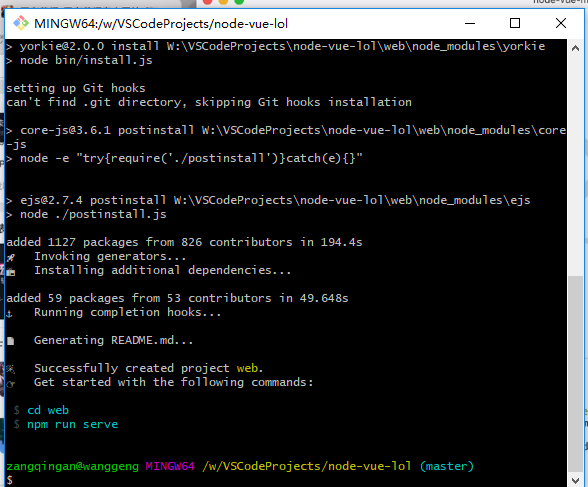 MINGW64:/w/VSCodeProjects/node-vue-lol
> yorkie@2.0.0 install W:\VSCodeProjects\node-vue-lol\web\node_modules\yorkie
> node bin/install.js
setting up Git hooks
can't find .git directory, skipping Git hooks installation
> core-js@3.6.1 postinstall W:\VSCodeProjects\node-vue-lol\web\node_modules\core
-js
> node -e "try{require('./postinstall')}catch(e){}"
> ejs@2.7.4 postinstall W:\VSCodeProjects\node-vue-lol\web\node_modules\ejs
> node ./postinstall.js
added 1127 packages from 826 contributors in 194.4s
Invoking generators...
Installing additional dependencies...
added 59 packages from 53 contributors in 49.648s
Running completion hooks...
Generating README.md...
Successfully created project web.
Get started with the following commands:
$ cd web
$ npm run serve
zangqingan@wanggeng MINGW64 /w/VSCodeProjects/node-vue-lol (master)
$